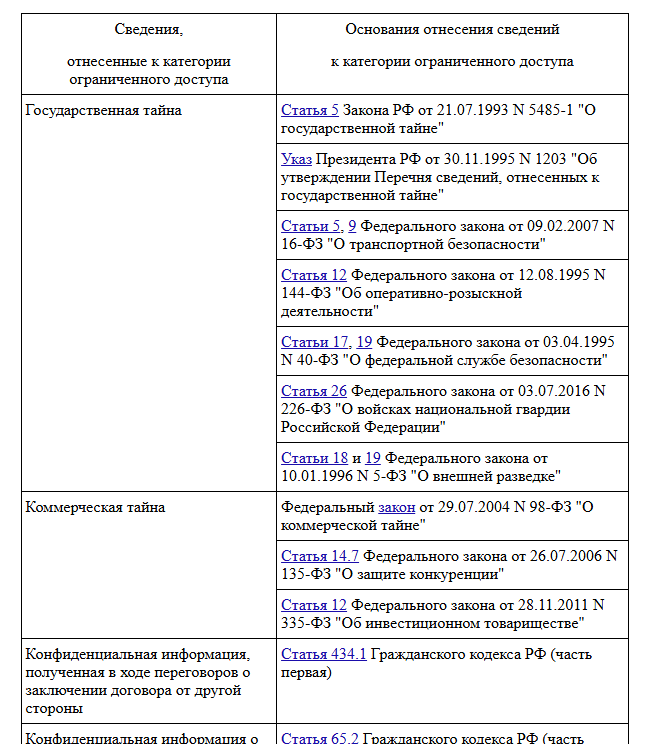 Сведения,
отнесенные к категории
ограниченного доступа
Основания отнесения сведений
к категории ограниченного доступа
Государственная тайна
Статья 5 Закона РФ от 21.07.1993 N 5485-1 "О
государственной тайне"
Указ Президента РФ от 30.11.1995 N 1203 "Об
утверждении Перечня сведений, отнесенных к
государственной тайне"
Статьи 5, 9 Федерального закона от 09.02.2007 N
16-ФЗ "О транспортной безопасности"
Статья 12 Федерального закона от 12.08.1995 N
144-ФЗ "Об оперативно-розыскной
деятельности"
Статьи 17, 19 Федерального закона от 03.04.1995
N 40-ФЗ "О федеральной службе безопасности"
Статья 26 Федерального закона от 03.07.2016 N
226-ФЗ "О войсках национальной гвардии
Российской Федерации"
Статьи 18 и 19 Федерального закона от
10.01.1996 N 5-ФЗ "О внешней разведке"
Коммерческая тайна
Федеральный закон от 29.07.2004 N 98-ФЗ "О
коммерческой тайне"
Статья 14.7 Федерального закона от 26.07.2006 N
135-ФЗ "О защите конкуренции"
Статья 12 Федерального закона от 28.11.2011 N
335-ФЗ "Об инвестиционном товариществе"
Конфиденциальная информация,
полученная в ходе переговоров о
заключении договора от другой
стороны
Статья 434.1 Гражданского кодекса РФ (часть
первая)
Конфиденциальная информация о
Статья 65.2 Гражданского кодекса РФ (часть